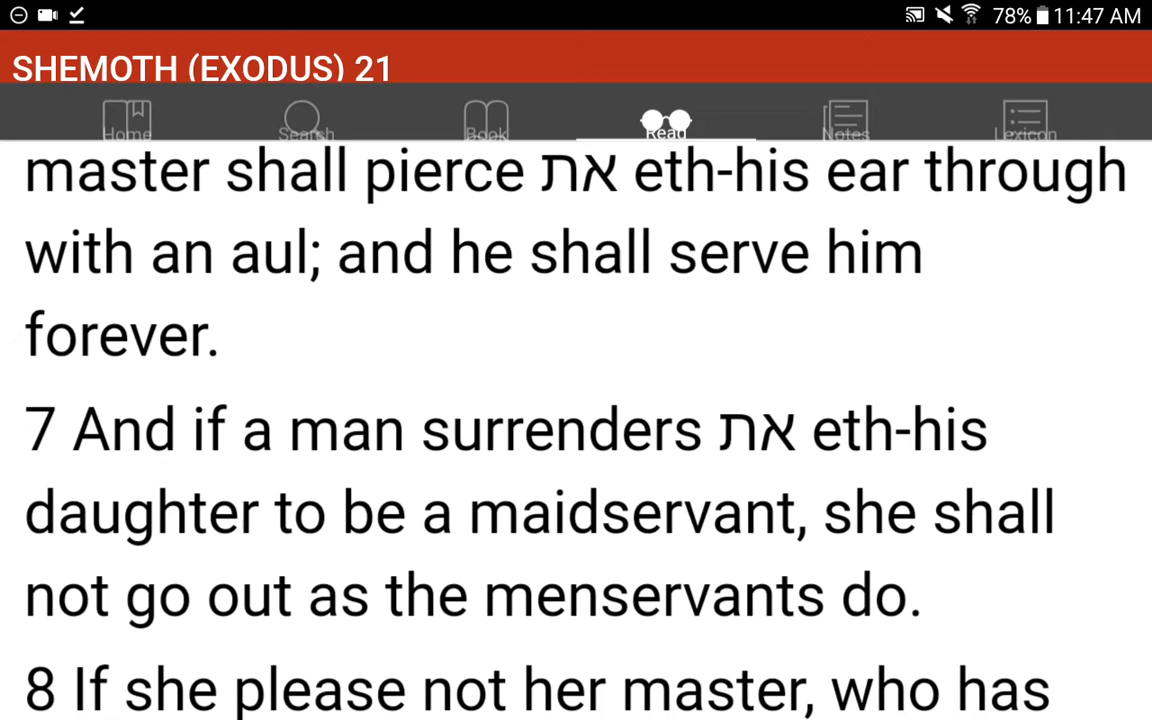 78% 11:47 AM
SHEMOTH (EXODUS) 21
Home Search Book Read Notes Lexicon
master shall pierce את eth-his ear through
with an aul; and he shall serve him
forever.
7 And if a man surrenders את eth-his
daughter to be a maidservant, she shall
not go out as the menservants do.
8 If she please not her master, who has